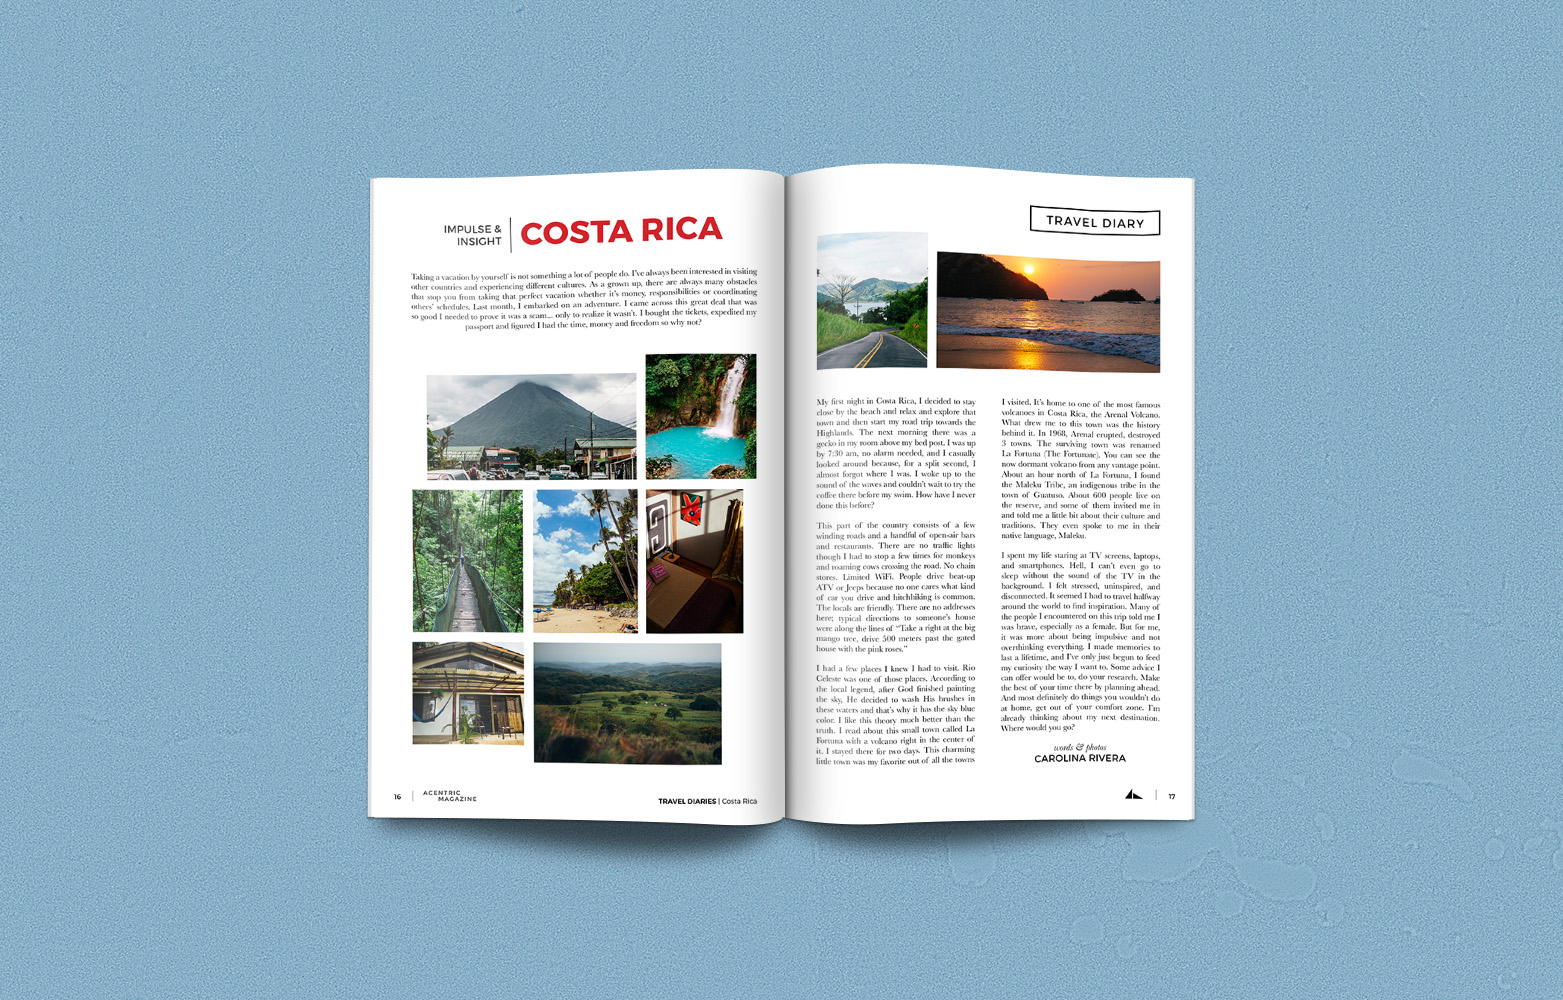 IMPULSE &
INSIGHT
COSTA RICA
Taking a vacation by yourself is not something a lot of people do. I've always been interested in visiting
other countries and experiencing different cultures. As a grown up, there are always many obstacles
that stop you from taking that perfect vacation whether it's money, responsibilities or coordinating
others' schedules. Last month, I embarked on an adventure. I came across this great deal that was
so good I needed to prove it was a scam... only to realize it wasn't. I bought the tickets, expedited my
passport and figured I had the time, money and freedom so why not?
16
ACENTRIC
MAGAZINE
TRAVEL DIARIES | Costa Rica
TRAVEL DIARY
My first night in Costa Rica, I decided to stay
close by the beach and relax and explore that
town and then start my road trip towards the
Highlands. The next morning there was a
gecko in my room above my bed post. I was up
by 7:30 am, no alarm needed, and I casually
looked around because, for a split second, I
almost forgot where I was. I woke up to the
sound of the waves and couldn't wait to try the
coffee there before my swim. How have I never
done this before?
This part of the country consists of a few
winding roads and a handful of open-air bars
and restaurants. There are no traffic lights
though I had to stop a few times for monkeys
and roaming cows crossing the road. No chain
stores. Limited WiFi. People drive beat-up
ATV or Jeeps because no one cares what kind
of car you drive and hitchhiking is common.
The locals are friendly. There are no addresses
here; typical directions to someone's house
were along the lines of "Take a right at the big
mango tree, drive 500 meters past the gated
house with the pink roses."
I had a few places I knew I had to visit. Rio
Celeste was one of those places. According to
the local legend, after God finished painting
the sky, He decided to wash His brushes in
these waters and that's why it has the sky blue
color. I like this theory much better than the
truth. I read about this small town called La
Fortuna with a volcano right in the center of
it. I stayed there for two days. This charming
little town was my favorite out of all the towns
I visited. It's home to one of the most famous
volcanoes in Costa Rica, the Arenal Volcano.
What drew me to this town was the history
behind it. In 1968, Arenal erupted, destroyed
3 towns. The surviving town was renamed
La Fortuna (The Fortunate). You can see the
now dormant volcano from any vantage point.
About an hour north of La Fortuna, I found
the Maleku Tribe, an indigenous tribe in the
town of Guatuso. About 600 people live on
the reserve, and some of them invited me in
and told me a little bit about their culture and
traditions. They even spoke to me in their
native language, Maleku.
I spent my life staring at TV screens, laptops,
and smartphones. Hell, I can't even go to
sleep without the sound of the TV in the
background. I felt stressed, uninspired, and
disconnected. It seemed I had to travel halfway
around the world to find inspiration. Many of
the people I encountered on this trip told me I
was brave, especially as a female. But for me,
it was more about being impulsive and not
overthinking everything. I made memories to
last a lifetime, and I've only just begun to feed
my curiosity the way I want to. Some advice I
can offer would be to, do your research. Make
the best of your time there by planning ahead.
And most definitely do things you wouldn't do
at home, get out of your comfort zone. I'm
already thinking about my next destination.
Where would you go?
words & photos
CAROLINA RIVERA
17